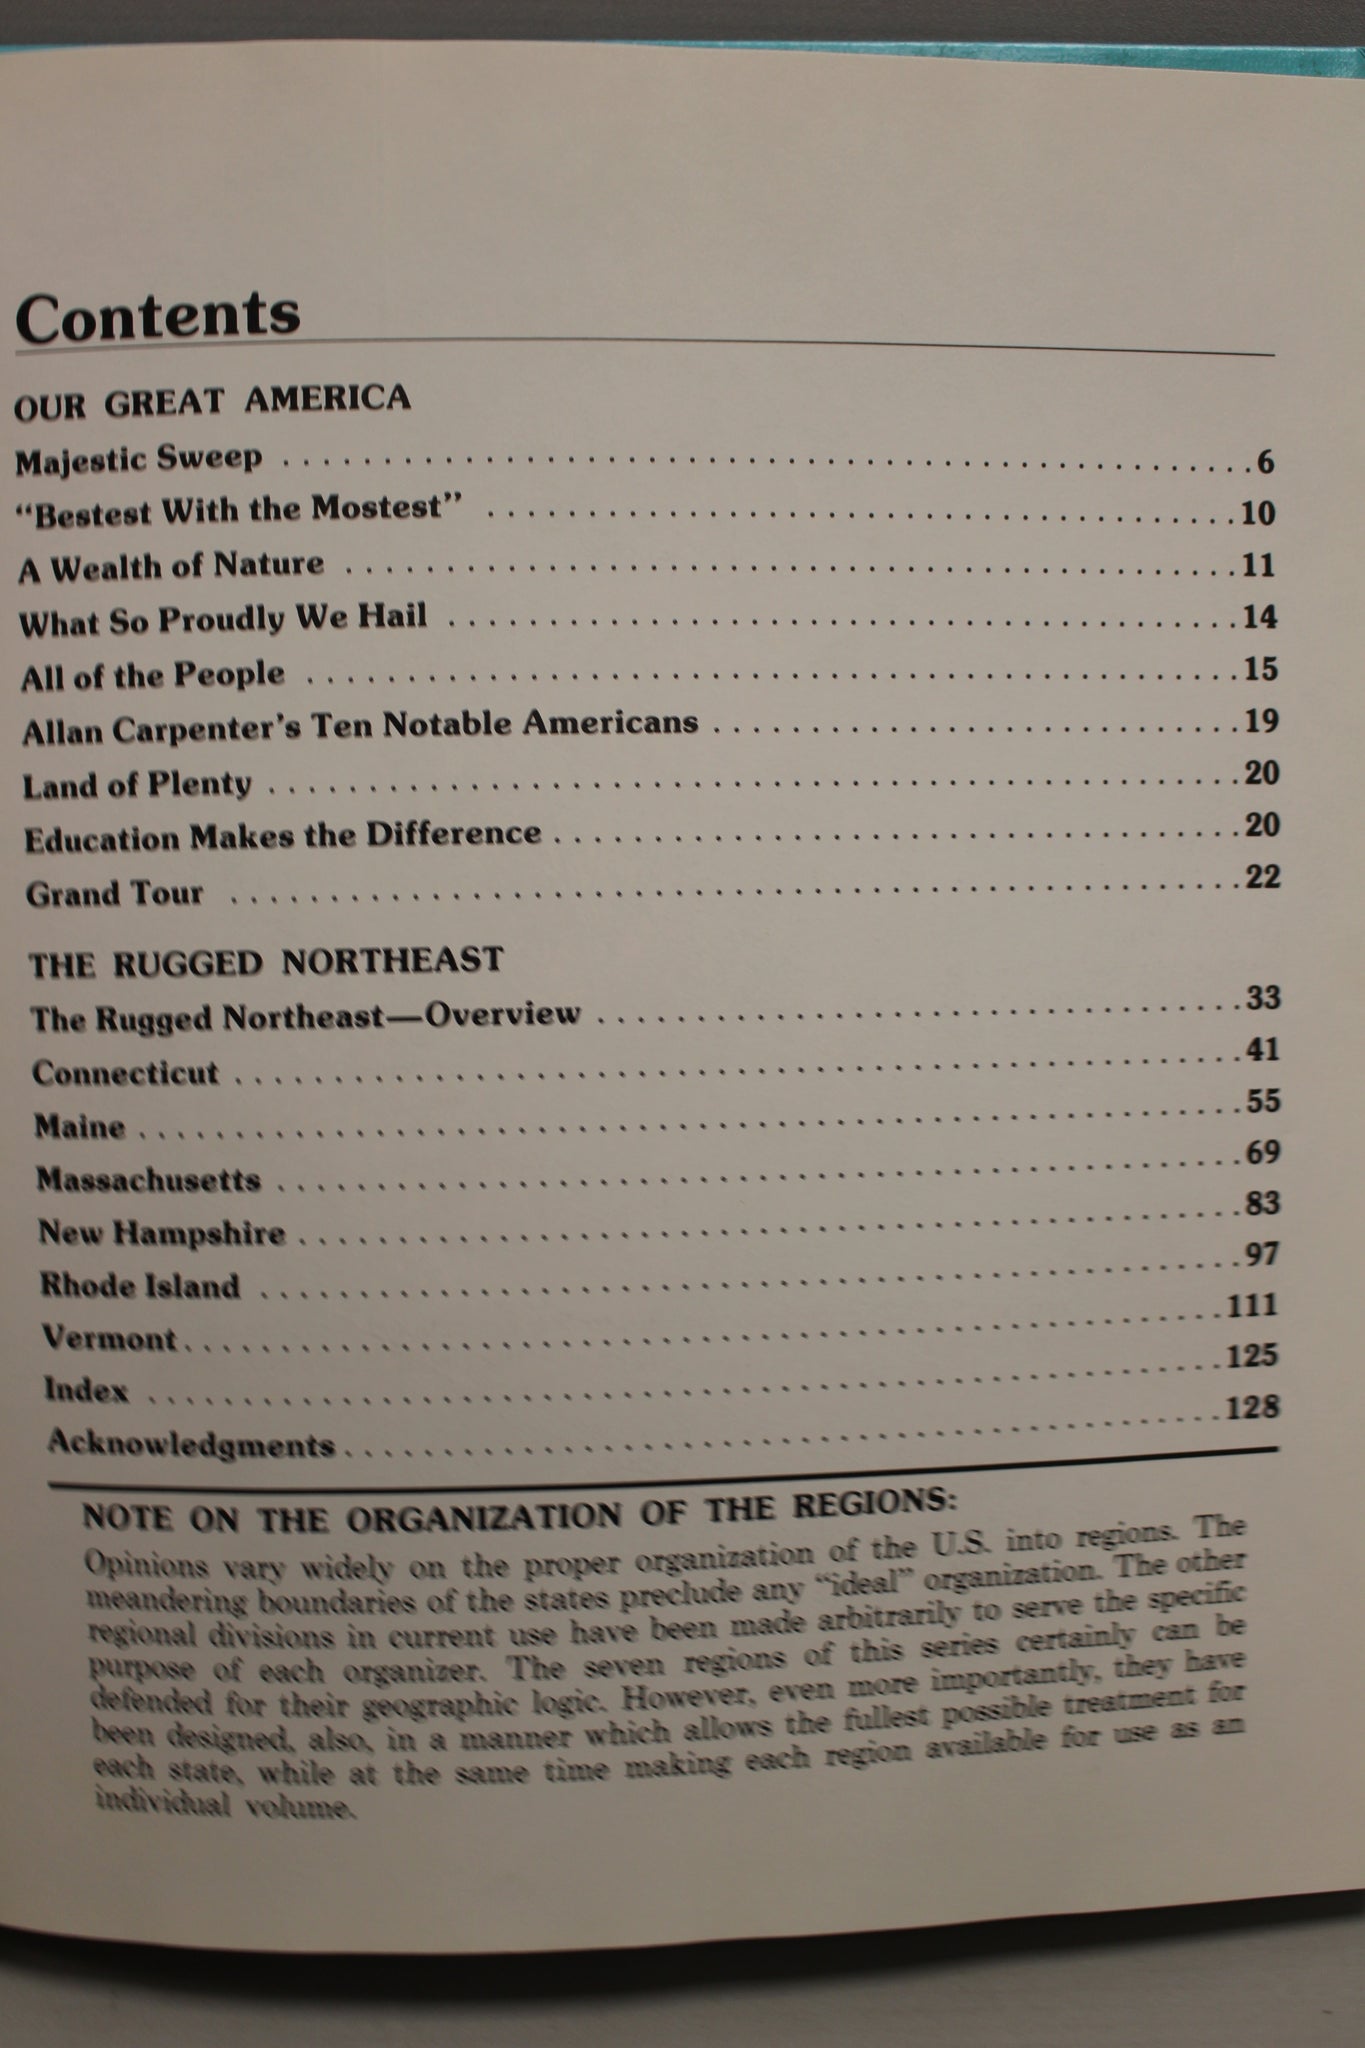 Contents
OUR GREAT AMERICA
Majestic Sweep . . . . . . . . . . . . . . . . . . . . . . . . . . . . . . . . . . . . . . . . 6
“Bestest With the Mostest” . . . . . . . . . . . . . . . . . . . . . . . . . . . . . . 10
A Wealth of Nature . . . . . . . . . . . . . . . . . . . . . . . . . . . . . . . . . . . . 11
What So Proudly We Hail . . . . . . . . . . . . . . . . . . . . . . . . . . . . . . . 14
All of the People . . . . . . . . . . . . . . . . . . . . . . . . . . . . . . . . . . . . . 15
Allan Carpenter’s Ten Notable Americans . . . . . . . . . . . . . . . . . . . . 19
Land of Plenty . . . . . . . . . . . . . . . . . . . . . . . . . . . . . . . . . . . . . . . 20
Education Makes the Difference . . . . . . . . . . . . . . . . . . . . . . . . . . . 20
Grand Tour . . . . . . . . . . . . . . . . . . . . . . . . . . . . . . . . . . . . . . . . . 22
THE RUGGED NORTHEAST
The Rugged Northeast—Overview . . . . . . . . . . . . . . . . . . . . . . . . . 33
Connecticut . . . . . . . . . . . . . . . . . . . . . . . . . . . . . . . . . . . . . . . . 41
Maine . . . . . . . . . . . . . . . . . . . . . . . . . . . . . . . . . . . . . . . . . . . . 55
Massachusetts . . . . . . . . . . . . . . . . . . . . . . . . . . . . . . . . . . . . . . 69
New Hampshire . . . . . . . . . . . . . . . . . . . . . . . . . . . . . . . . . . . . . 83
Rhode Island . . . . . . . . . . . . . . . . . . . . . . . . . . . . . . . . . . . . . . . 97
Vermont . . . . . . . . . . . . . . . . . . . . . . . . . . . . . . . . . . . . . . . . . . 111
Index . . . . . . . . . . . . . . . . . . . . . . . . . . . . . . . . . . . . . . . . . . . . 125
Acknowledgments . . . . . . . . . . . . . . . . . . . . . . . . . . . . . . . . . . . 128
NOTE ON THE ORGANIZATION OF THE REGIONS:
Opinions vary widely on the proper organization of the U.S. into regions. The
meandering boundaries of the states preclude any “ideal” organization. The other
regional divisions in current use have been made arbitrarily to serve the specific
purpose of each organizer. The seven regions of this series certainly can be
defended for their geographic logic. However, even more importantly, they have
been designed, also, in a manner which allows the fullest possible treatment for
each state, while at the same time making each region available for use as an
individual volume.